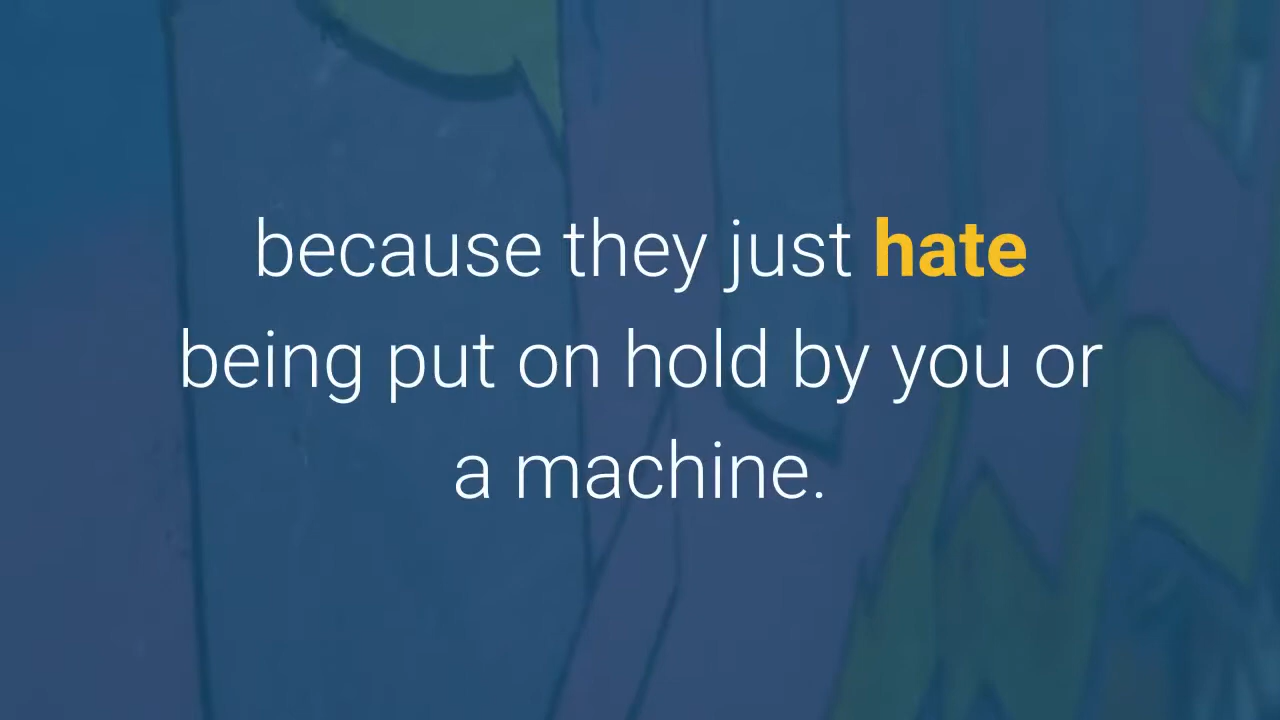 because they just hate
being put on hold by you or
a machine.